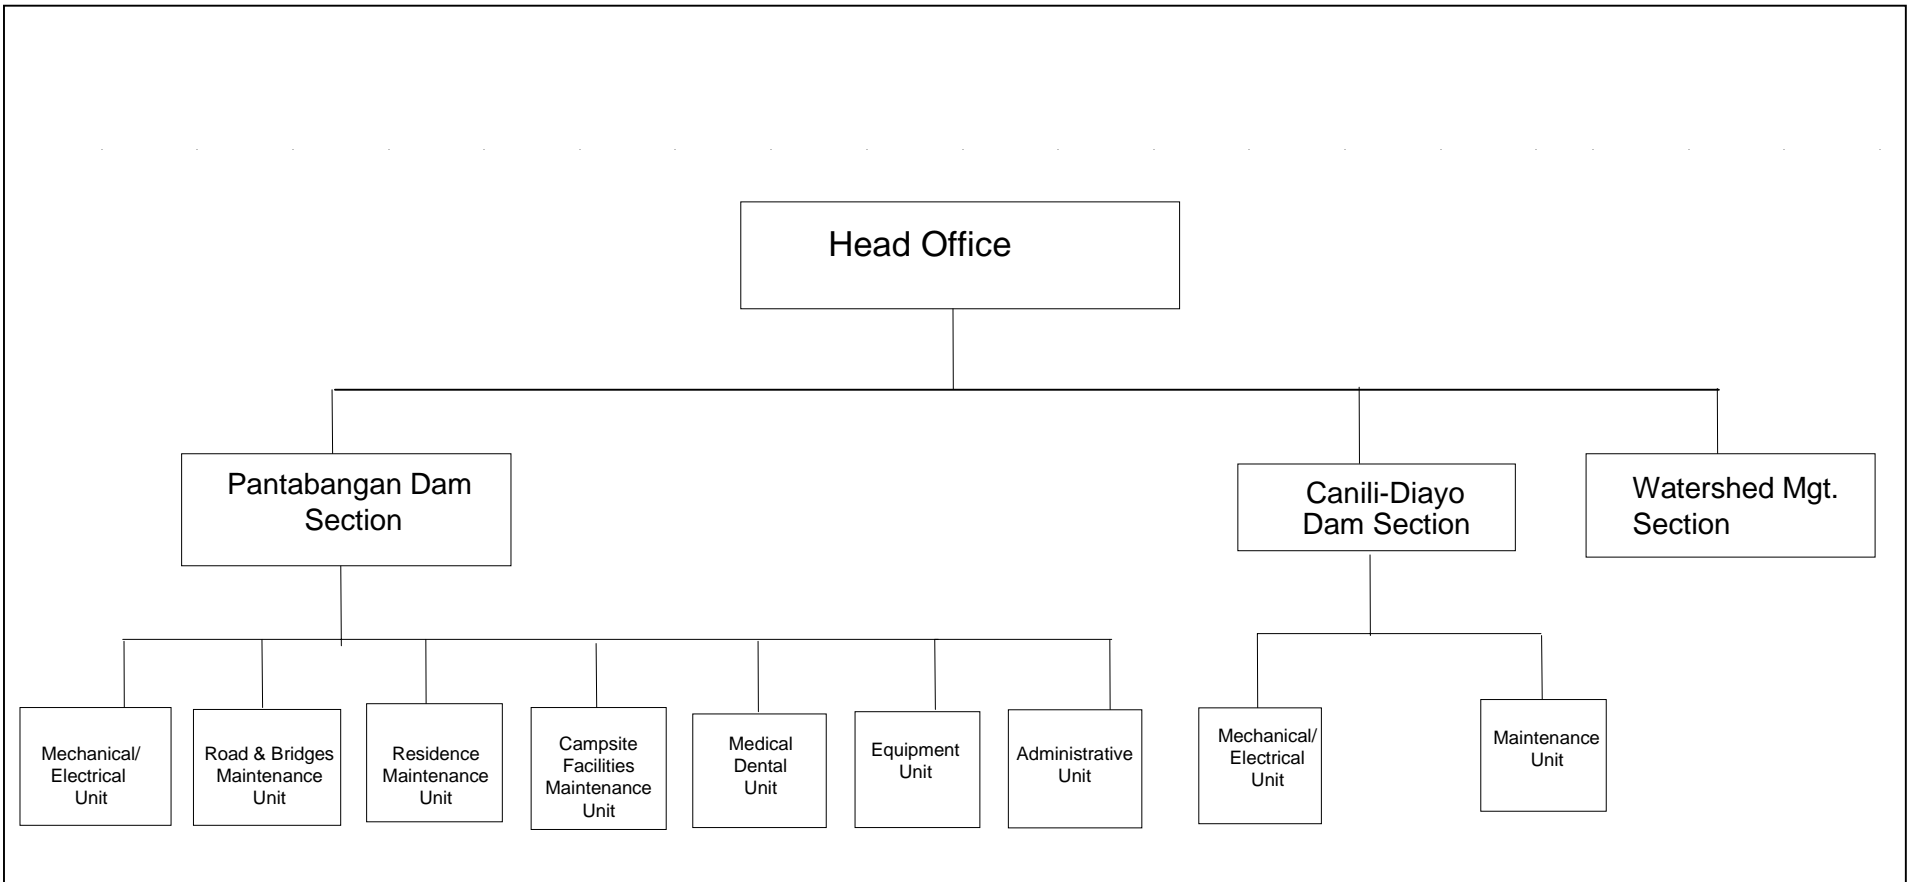 Head Office
Pantabangan Dam
Section
Canili-Diayo
Dam Section
Watershed Mgt.
Section
Mechanical/
Electrical
Unit
Road & Bridges
Maintenance
Unit
Residence
Maintenance
Unit
Campsite
Facilities
Maintenance
Unit
Medical
Dental
Unit
Equipment
Unit
Administrative
Unit
Mechanical/
Electrical
Unit
Maintenance
Unit